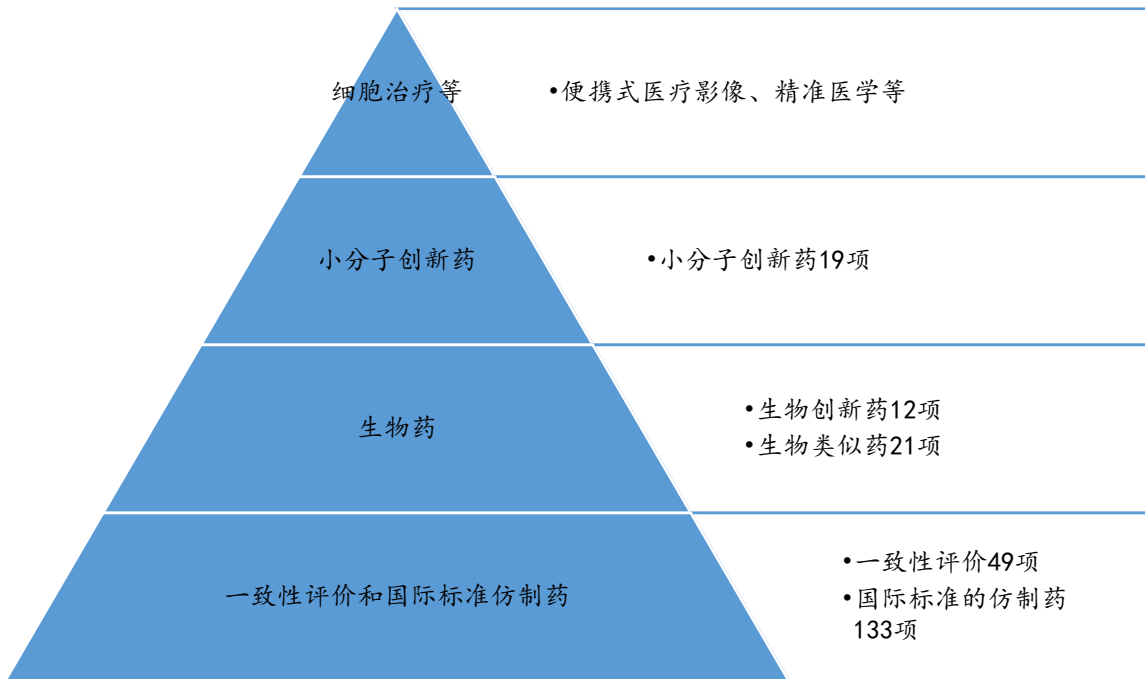 细胞治疗等
•便携式医疗影像、精准医学等
小分子创新药
•小分子创新药19项
生物药
•生物创新药12项
•生物类似药21项
一致性评价和国际标准仿制药
•一致性评价49项
•国际标准的仿制药
133项